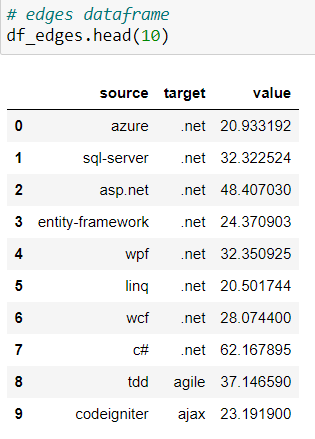 # edges dataframe
df_edges.head(10)
source target value
0 azure .net 20.933192
1 sql-server .net 32.322524
2 asp.net .net 48.407030
3 entity-framework .net 24.370903
4 wpf .net 32.350925
5 linq .net 20.501744
6 wcf .net 28.074400
7 c# .net 62.167895
8 tdd agile 37.146590
9 codeigniter ajax 23.191900